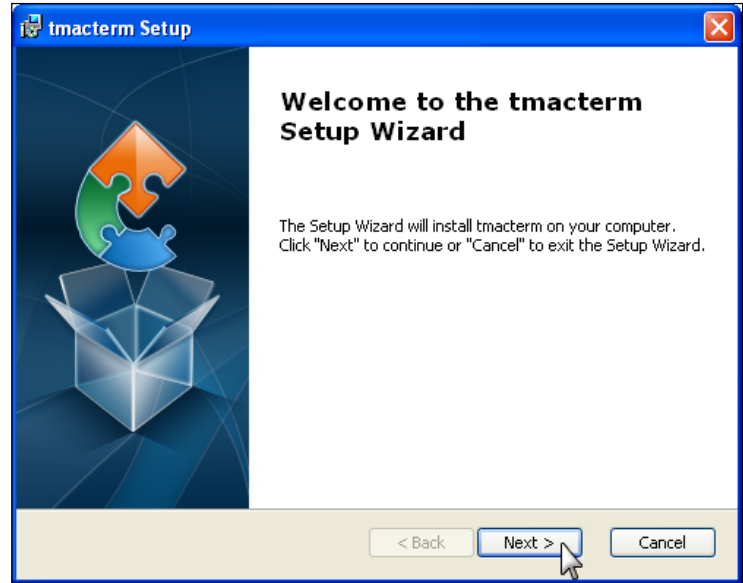 tmacterm Setup
Welcome to the tmacterm
Setup Wizard
The Setup Wizard will install tmacterm on your computer.
Click "Next" to continue or "Cancel" to exit the Setup Wizard.
< Back
Next >
Cancel